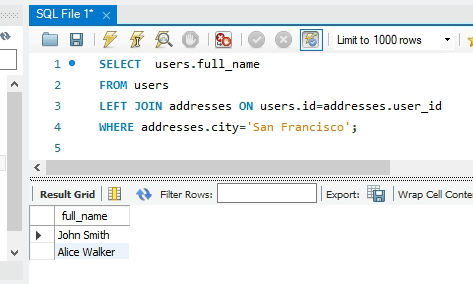 SQL File 1*
Limit to 1000 rows
1 SELECT users.full_name
2 FROM users
3 LEFT JOIN addresses ON users.id=addresses.user_id
4 WHERE addresses.city='San Francisco';
5
Result Grid Filter Rows: Export: Wrap Cell Conte
full_name
John Smith
Alice Walker